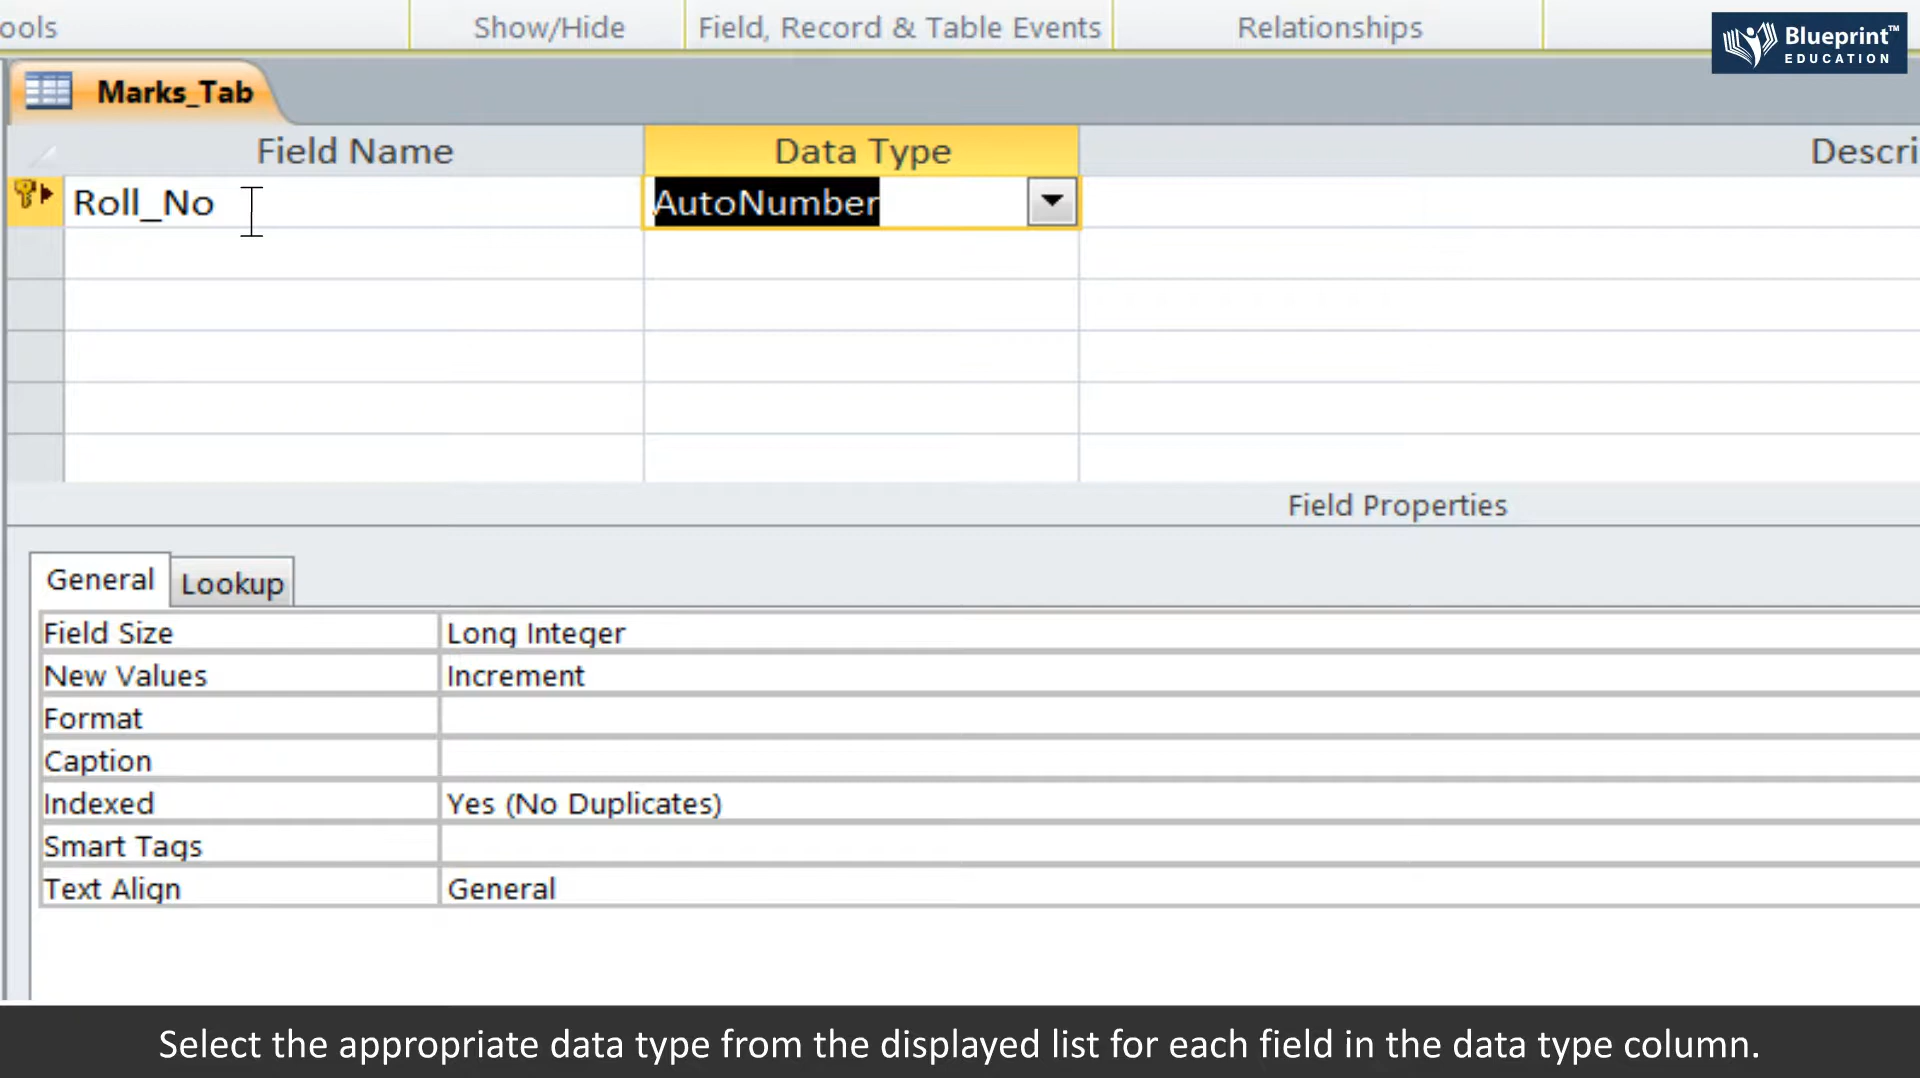 ools
Show/Hide
Field, Record & Table Events
Relationships
Blueprint™
EDUCATION
Marks_Tab
Field Name
Data Type
Descri
Roll_No
AutoNumber
Field Properties
General
Lookup
Field Size
Long Integer
New Values
Increment
Format
Caption
Indexed
Yes (No Duplicates)
Smart Tags
Text Align
General
Select the appropriate data type from the displayed list for each field in the data type column.